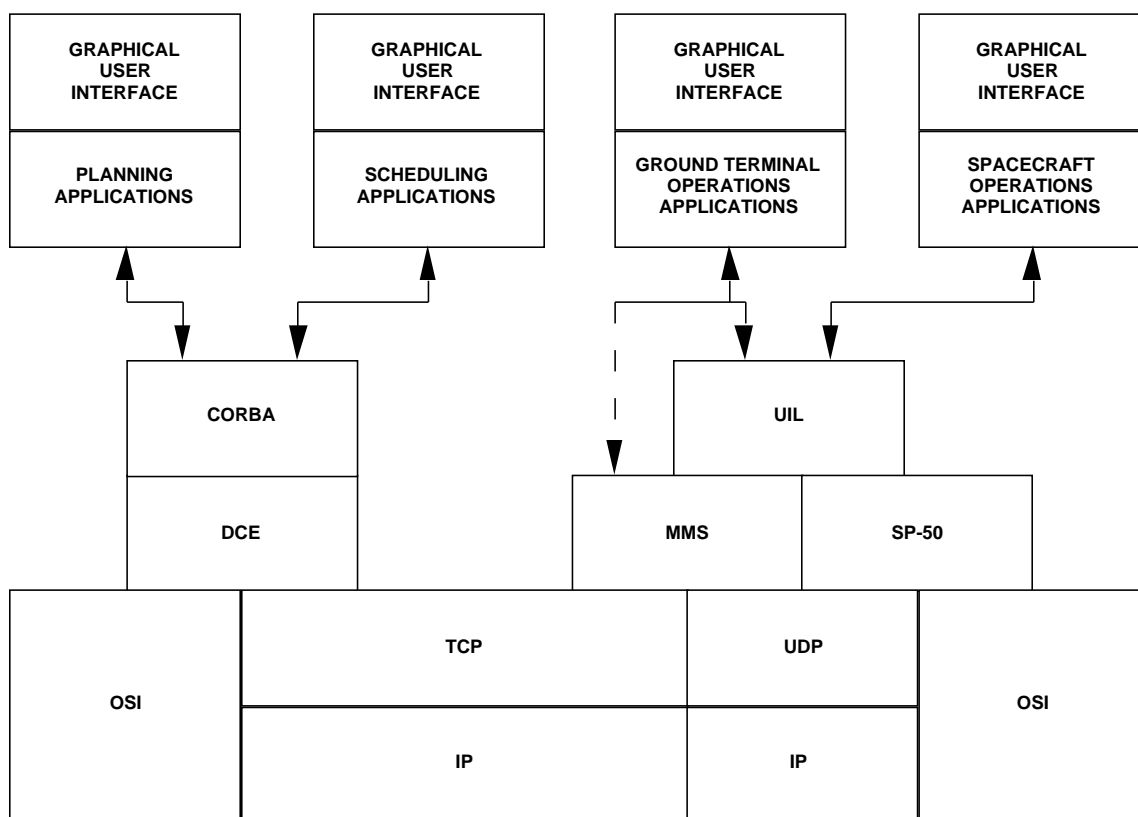 GRAPHICAL
USER
INTERFACE
GRAPHICAL
USER
INTERFACE
GRAPHICAL
USER
INTERFACE
GRAPHICAL
USER
INTERFACE
PLANNING
APPLICATIONS
SCHEDULING
APPLICATIONS
GROUND TERMINAL
OPERATIONS
APPLICATIONS
SPACECRAFT
OPERATIONS
APPLICATIONS
CORBA
UIL
DCE
MMS
SP-50
OSI
TCP
UDP
OSI
IP
IP